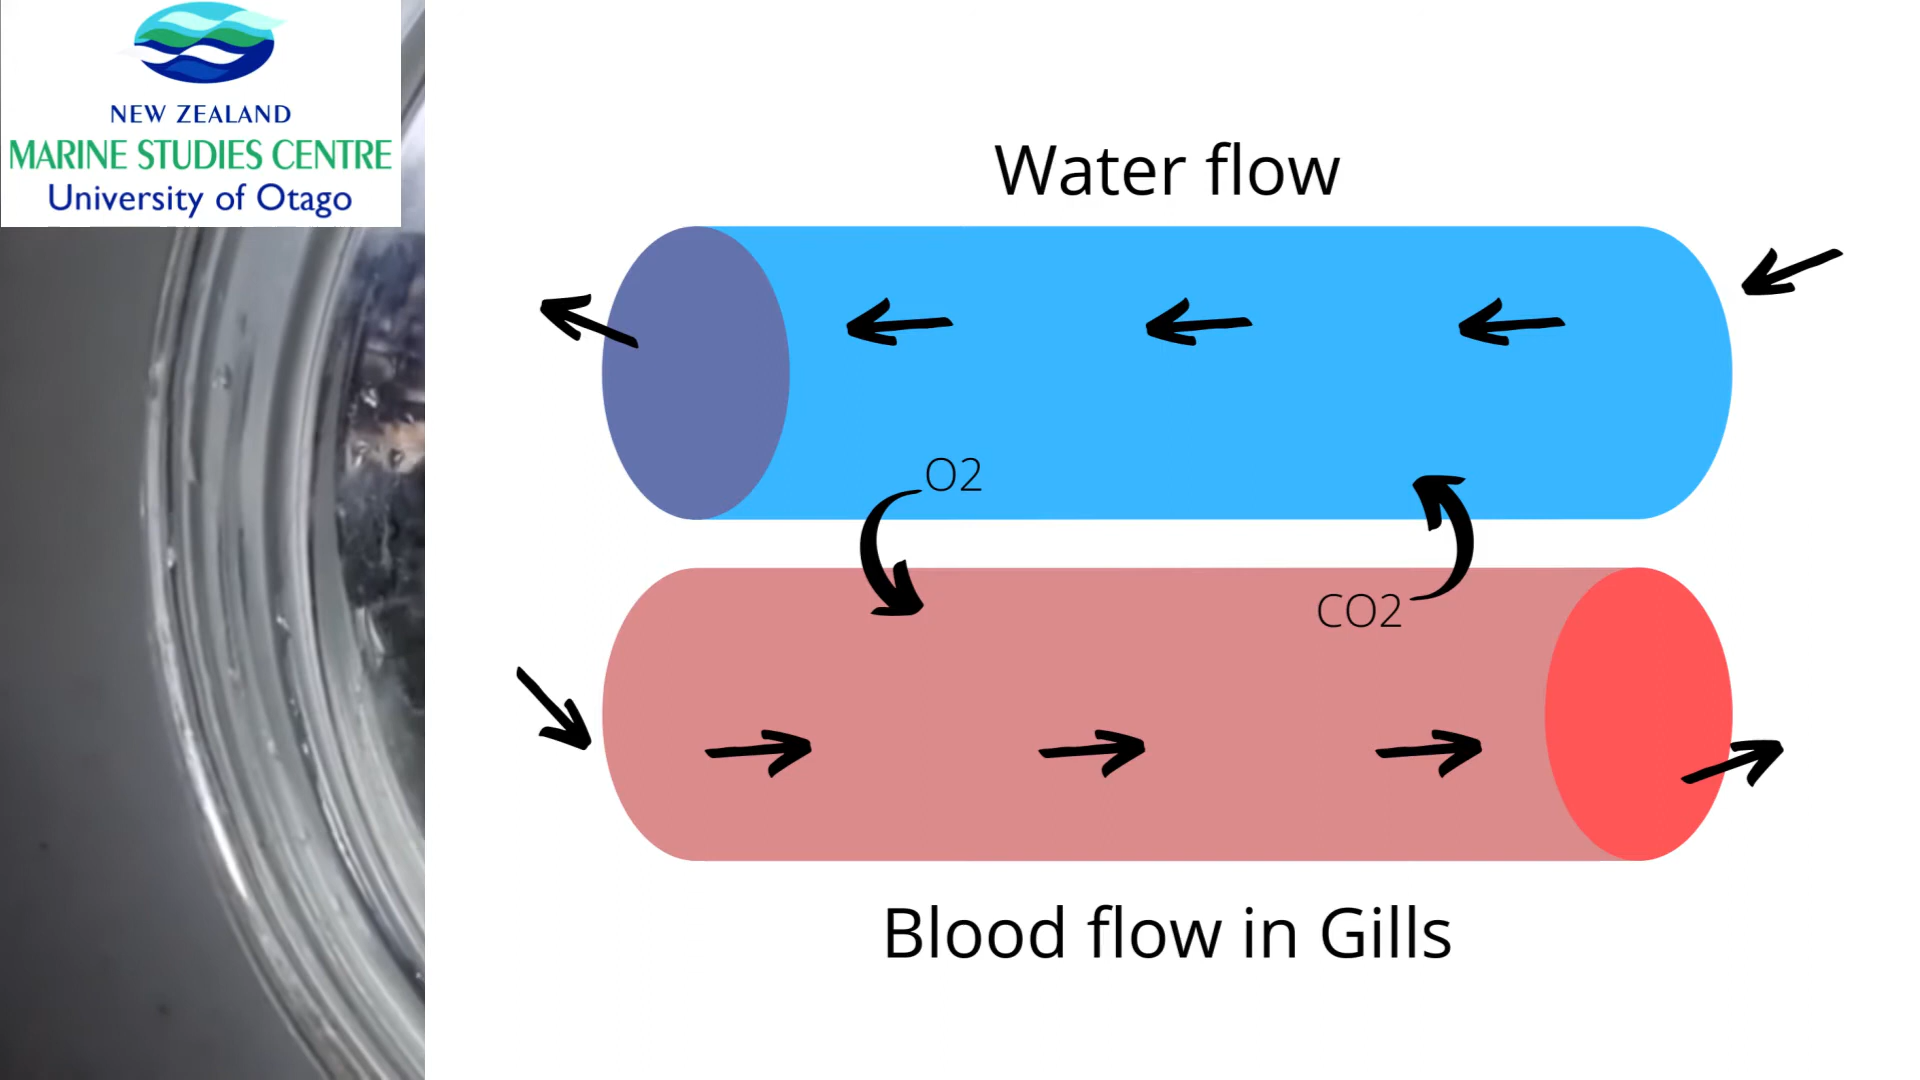 NEW ZEALAND
MARINE STUDIES CENTRE
University of Otago
Water flow
O2
CO2
Blood flow in Gills